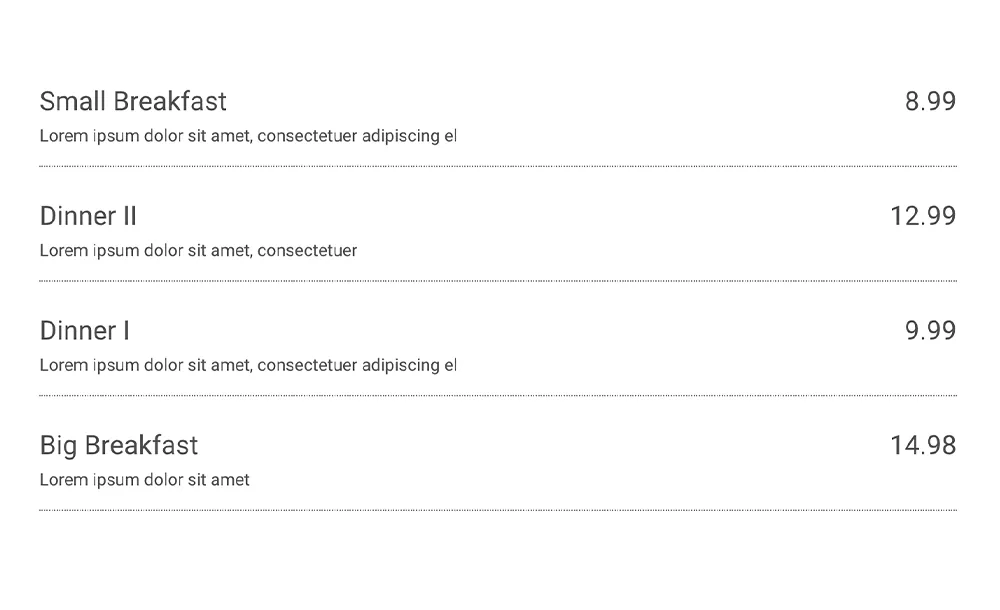 Small Breakfast 8.99
Lorem ipsum dolor sit amet, consectetuer adipiscing el
Dinner II 12.99
Lorem ipsum dolor sit amet, consectetuer
Dinner I 9.99
Lorem ipsum dolor sit amet, consectetuer adipiscing el
Big Breakfast 14.98
Lorem ipsum dolor sit amet